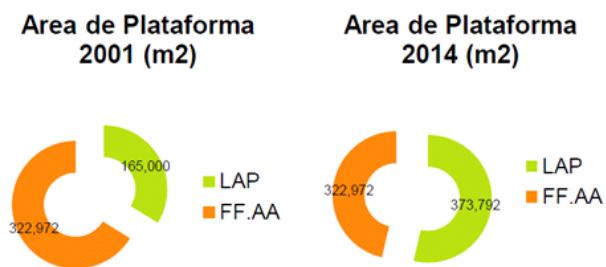 Area de Plataforma
2001 (m2)
165,000
322,972
LAP
FF.AA
Area de Plataforma
2014 (m2)
322,972
373,792
LAP
FF.AA